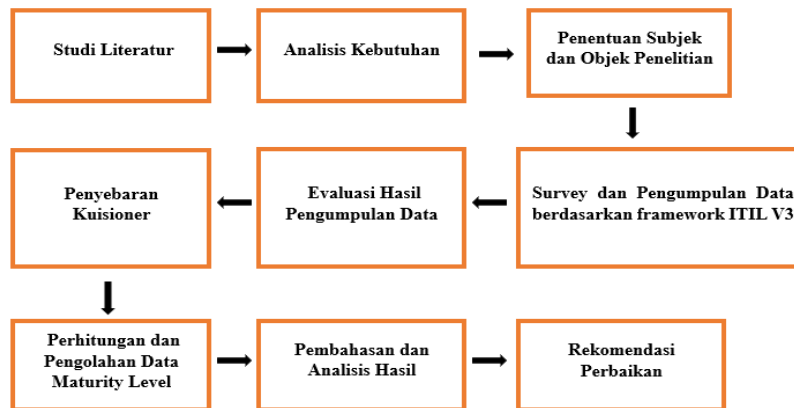 Studi Literatur
Analisis Kebutuhan
Penentuan Subjek
dan Objek Penelitian
Survey dan Pengumpulan Data
berdasarkan framework ITIL V3
Evaluasi Hasil
Pengumpulan Data
Penyebaran
Kuisioner
Perhitungan dan
Pengolahan Data
Maturity Level
Pembahasan dan
Analisis Hasil
Rekomendasi
Perbaikan